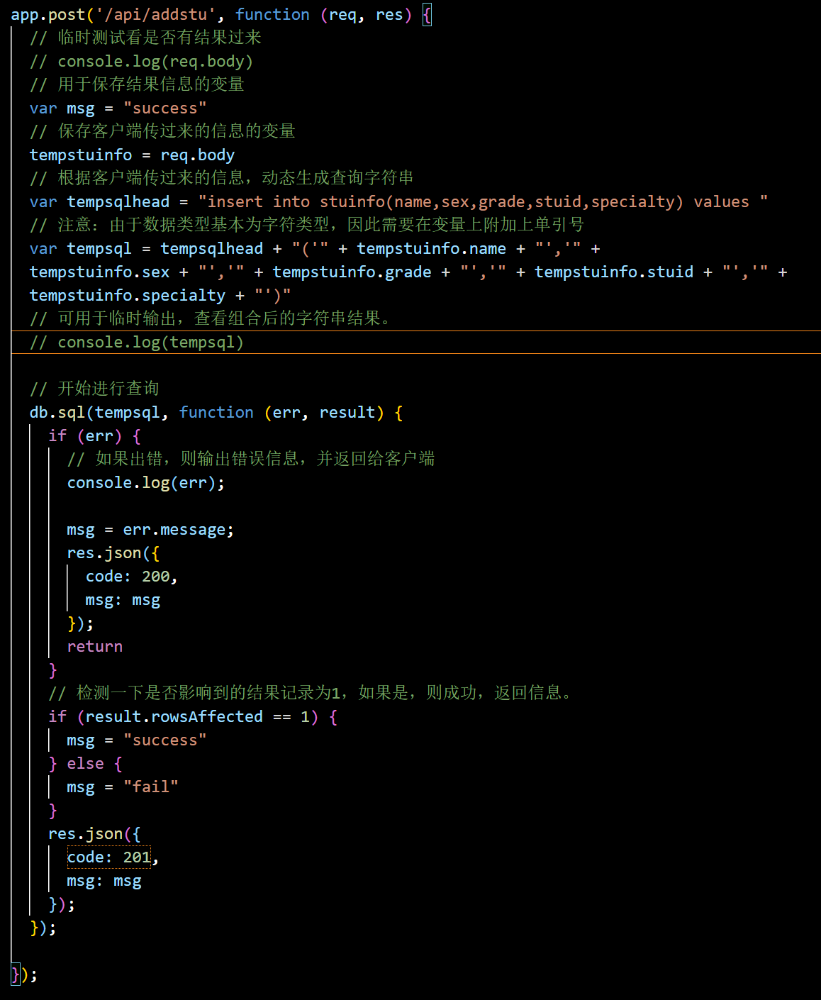 app.post('/api/addstu', function (req, res) {
// 临时测试看是否有结果过来
// console.log(req.body)
// 用于保存结果信息的变量
var msg = "success"
// 保存客户端传过来的信息的变量
tempstuinfo = req.body
// 根据客户端传过来的信息，动态生成查询字符串
var tempsqlhead = "insert into stuinfo(name,sex,grade,stuid,specialty) values "
// 注意：由于数据类型基本为字符类型，因此需要在变量上附加上单引号
var tempsql = tempsqlhead + "('" + tempstuinfo.name + "','" +
tempstuinfo.sex + "','" + tempstuinfo.grade + "','" + tempstuinfo.stuid + "','" +
tempstuinfo.specialty + "')"
// 可用于临时输出，查看组合后的字符串结果。
// console.log(tempsql)
// 开始进行查询
db.sql(tempsql, function (err, result) {
if (err) {
// 如果出错，则输出错误信息，并返回给客户端
console.log(err);
msg = err.message;
res.json({
code: 200,
msg: msg
});
return
}
// 检测一下是否影响到的结果记录为1，如果是，则成功，返回信息。
if (result.rowsAffected == 1) {
msg = "success"
} else {
msg = "fail"
}
res.json({
code: 201,
msg: msg
});
});
});